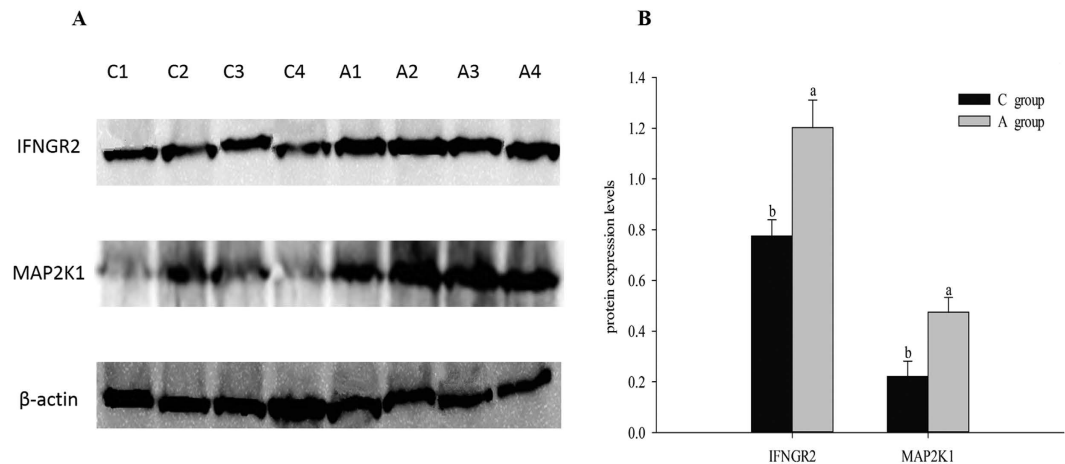 A
C1 C2 C3 C4 A1 A2 A3 A4
IFNGR2
MAP2K1
β-actin
B
C group
A group
protein expression levels
1.4
1.2
1.0
0.8
0.6
0.4
0.2
0.0
b
a
b
a
IFNGR2 MAP2K1